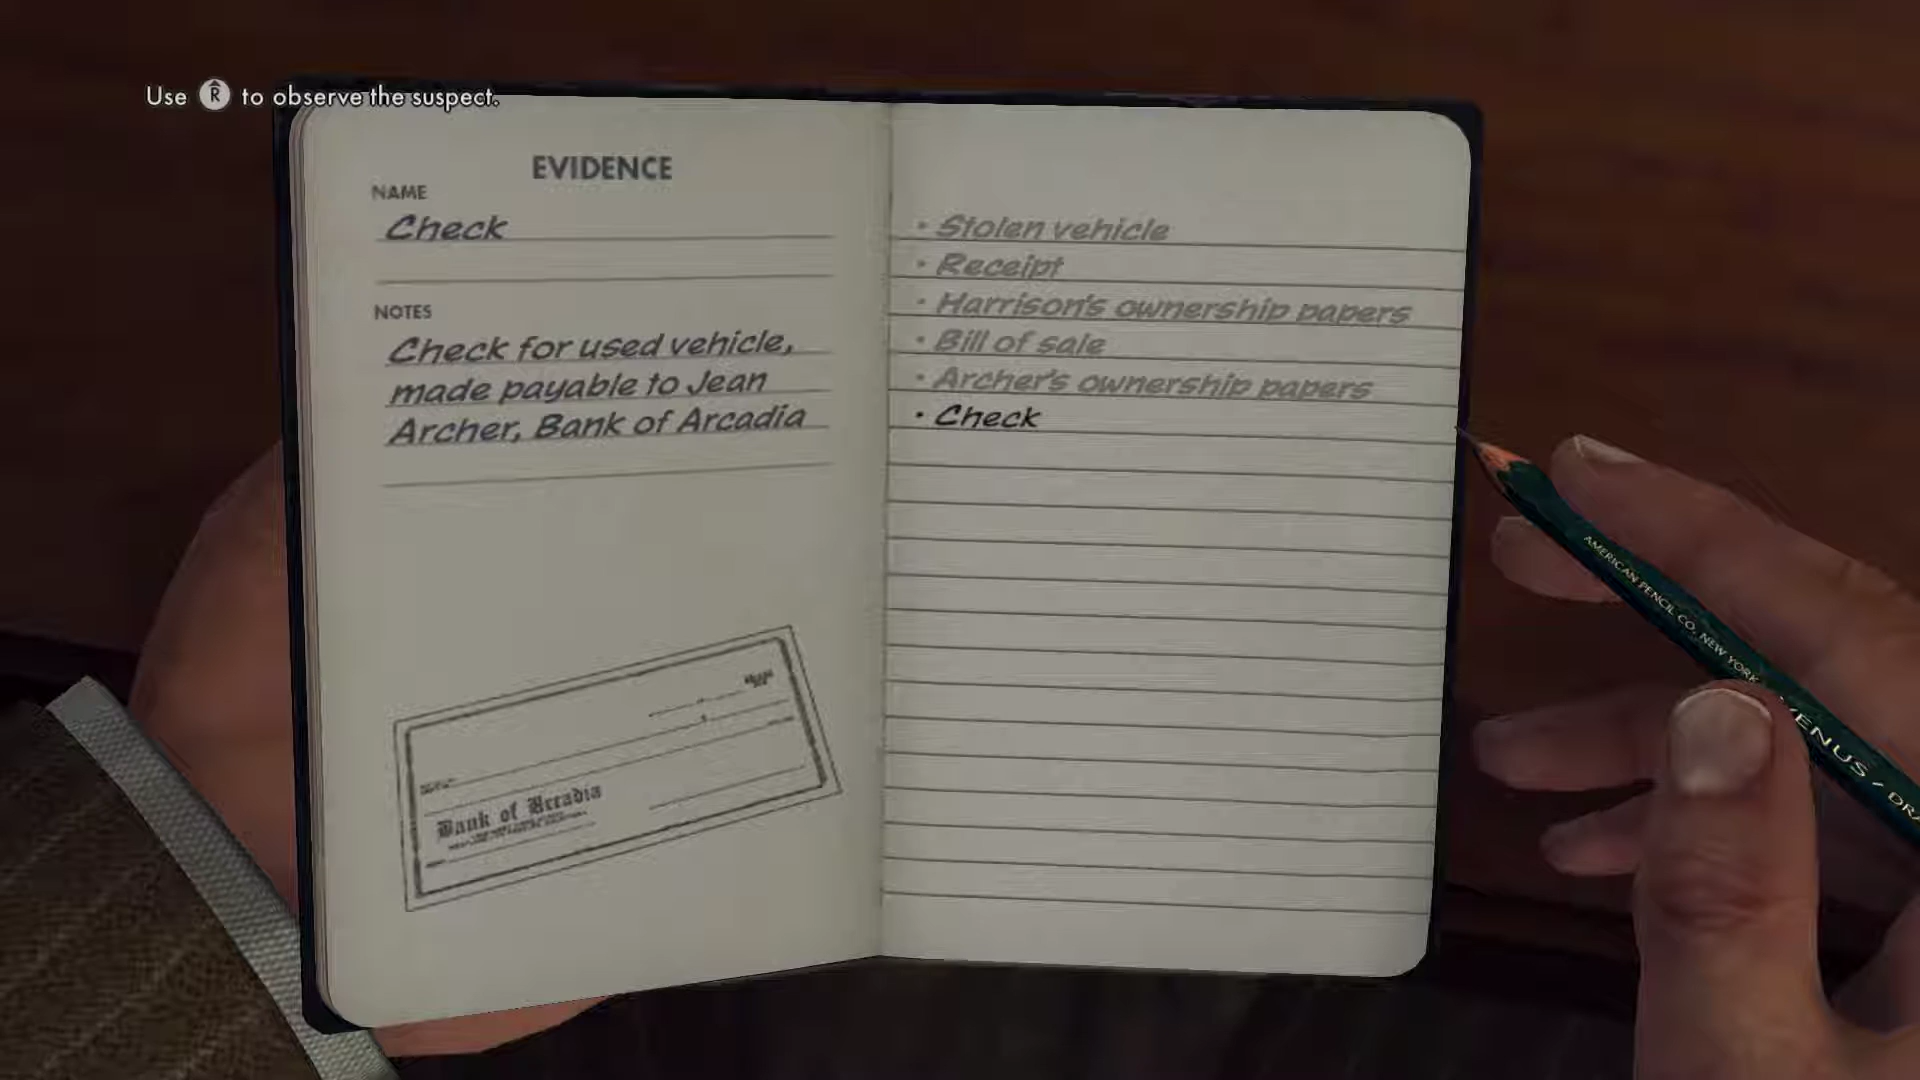 Use R to observe the suspect.
EVIDENCE
NAME
Check
NOTES
Check for used vehicle,
made payable to Jean
Archer, Bank of Arcadia
Bank of Arcadia
• Stolen vehicle
• Receipt
• Harrison's ownership papers
• Bill of sale
• Archer's ownership papers
• Check
AMERICAN PENCIL CO. NEW YORK
VENUS / DRA